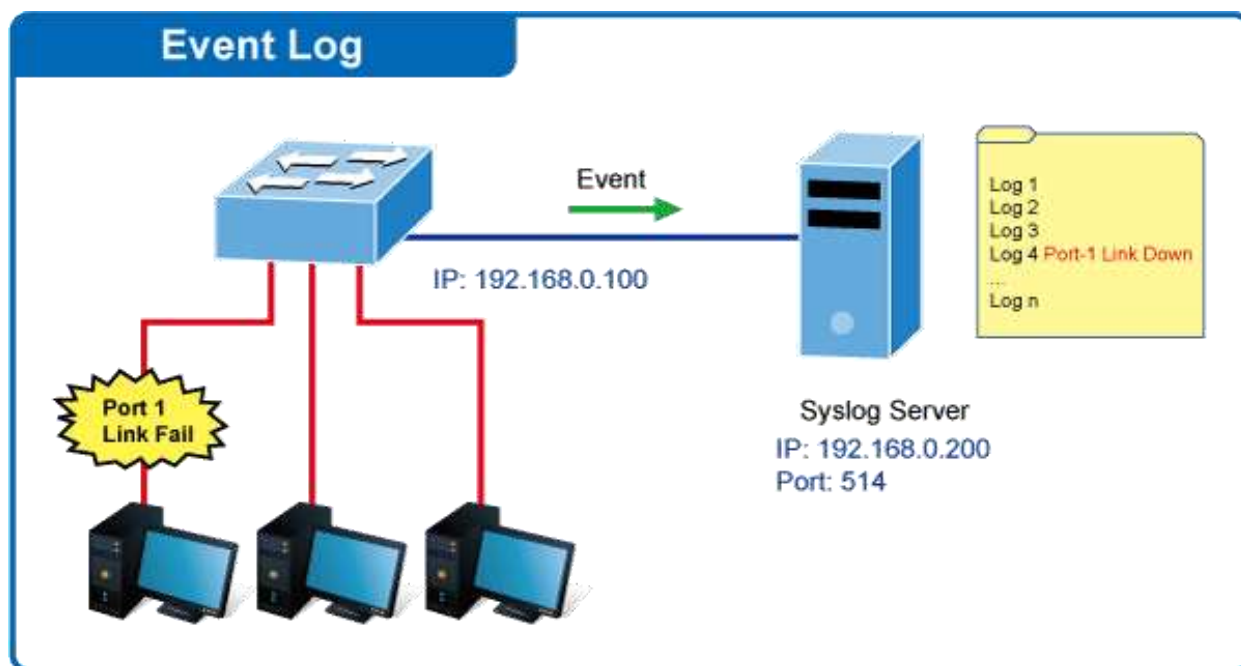 Event Log
Event
IP: 192.168.0.100
Log 1
Log 2
Log 3
Log 4 Port-1 Link Down
...
Log n
Port 1
Link Fail
Syslog Server
IP: 192.168.0.200
Port: 514